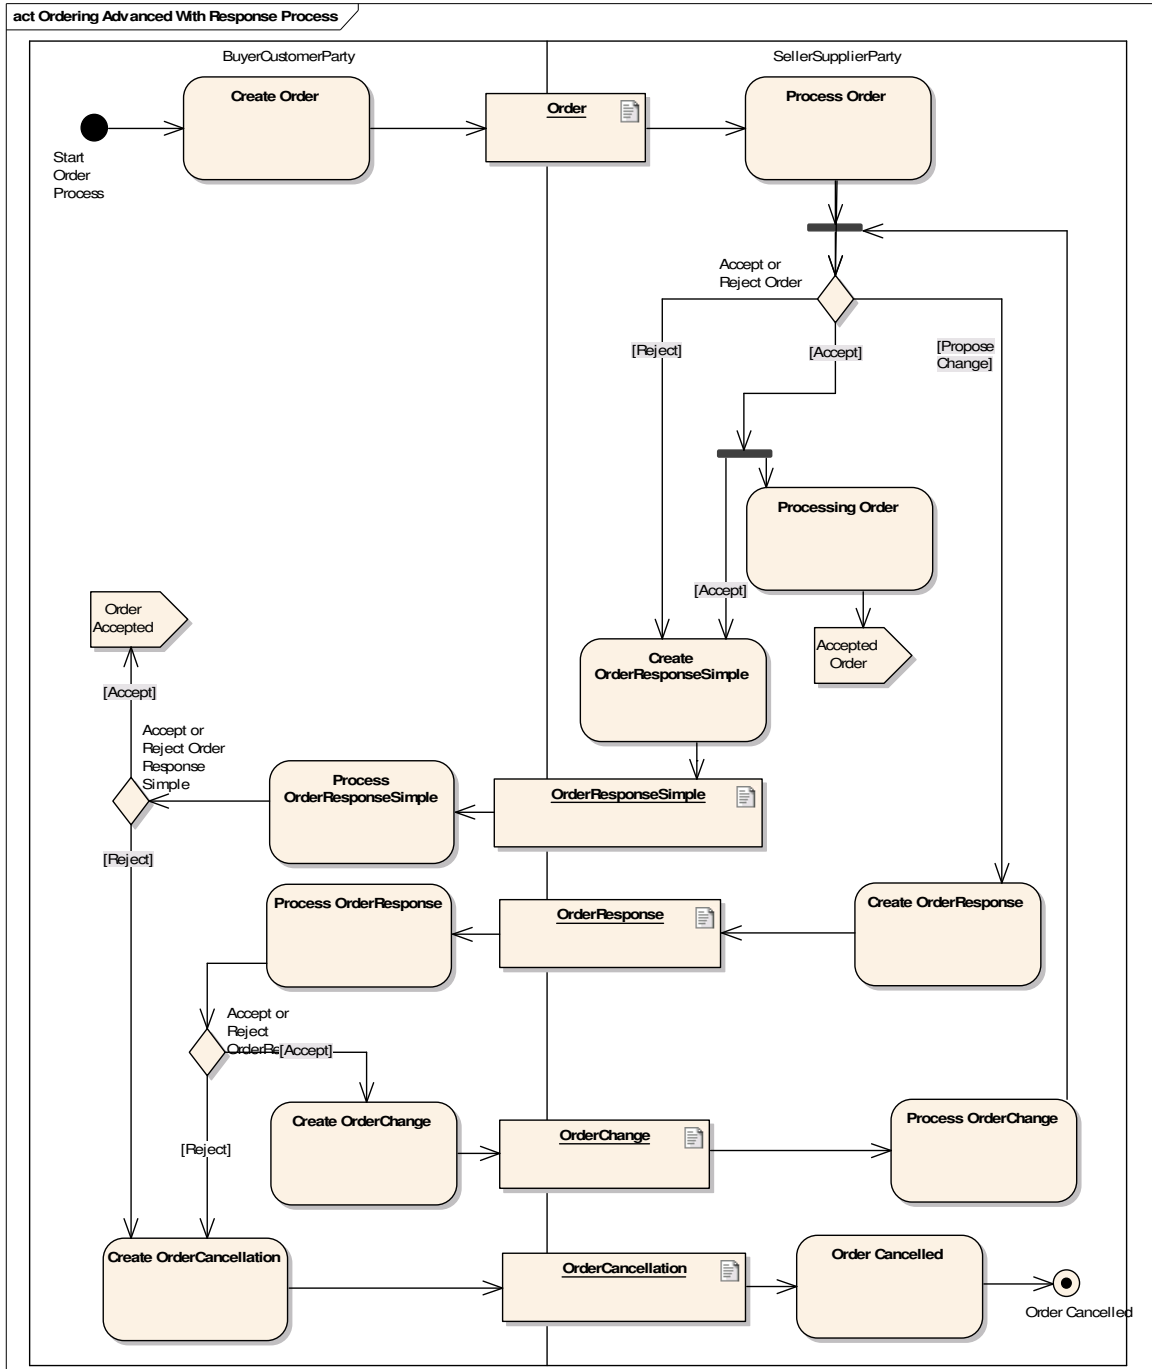 act Ordering Advanced With Response Process
BuyerCustomerParty
SellerSupplierParty
Create Order
Order
Process Order
Start
Order
Process
Accept or
Reject Order
[Reject]
[Accept]
[Propose
Change]
Processing Order
[Accept]
Order
Accepted
Accepted
Order
Create
OrderResponseSimple
[Accept]
Accept or
Reject Order
Response
Simple
Process
OrderResponseSimple
OrderResponseSimple
[Reject]
Process OrderResponse
OrderResponse
Create OrderResponse
Accept or
Reject
[Accept]
Create OrderChange
OrderChange
Process OrderChange
[Reject]
Create OrderCancellation
OrderCancellation
Order Cancelled
Order Cancelled